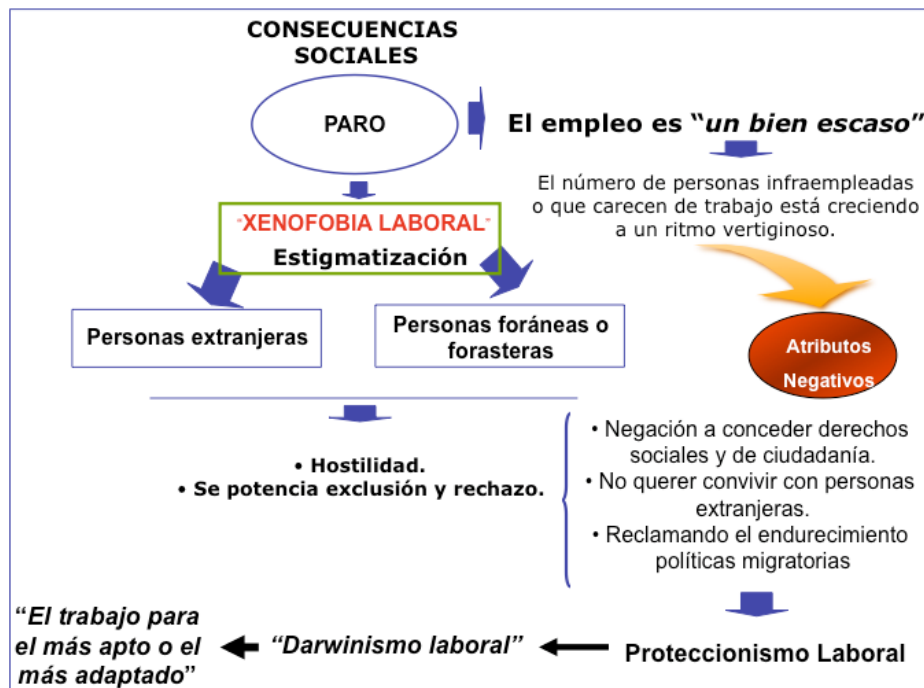 CONSECUENCIAS
SOCIALES
PARO
El empleo es “un bien escaso”
El número de personas infraempleadas
o que carecen de trabajo está creciendo
a un ritmo vertiginoso.
“XENOFOBIA LABORAL”
Estigmatización
Personas extranjeras
Personas foráneas o
forasteras
Atributos
Negativos
• Hostilidad.
• Se potencia exclusión y rechazo.
• Negación a conceder derechos
sociales y de ciudadanía.
• No querer convivir con personas
extranjeras.
• Reclamando el endurecimiento
políticas migratorias
Proteccionismo Laboral
“Darwinismo laboral”
“El trabajo para
el más apto o el
más adaptado”